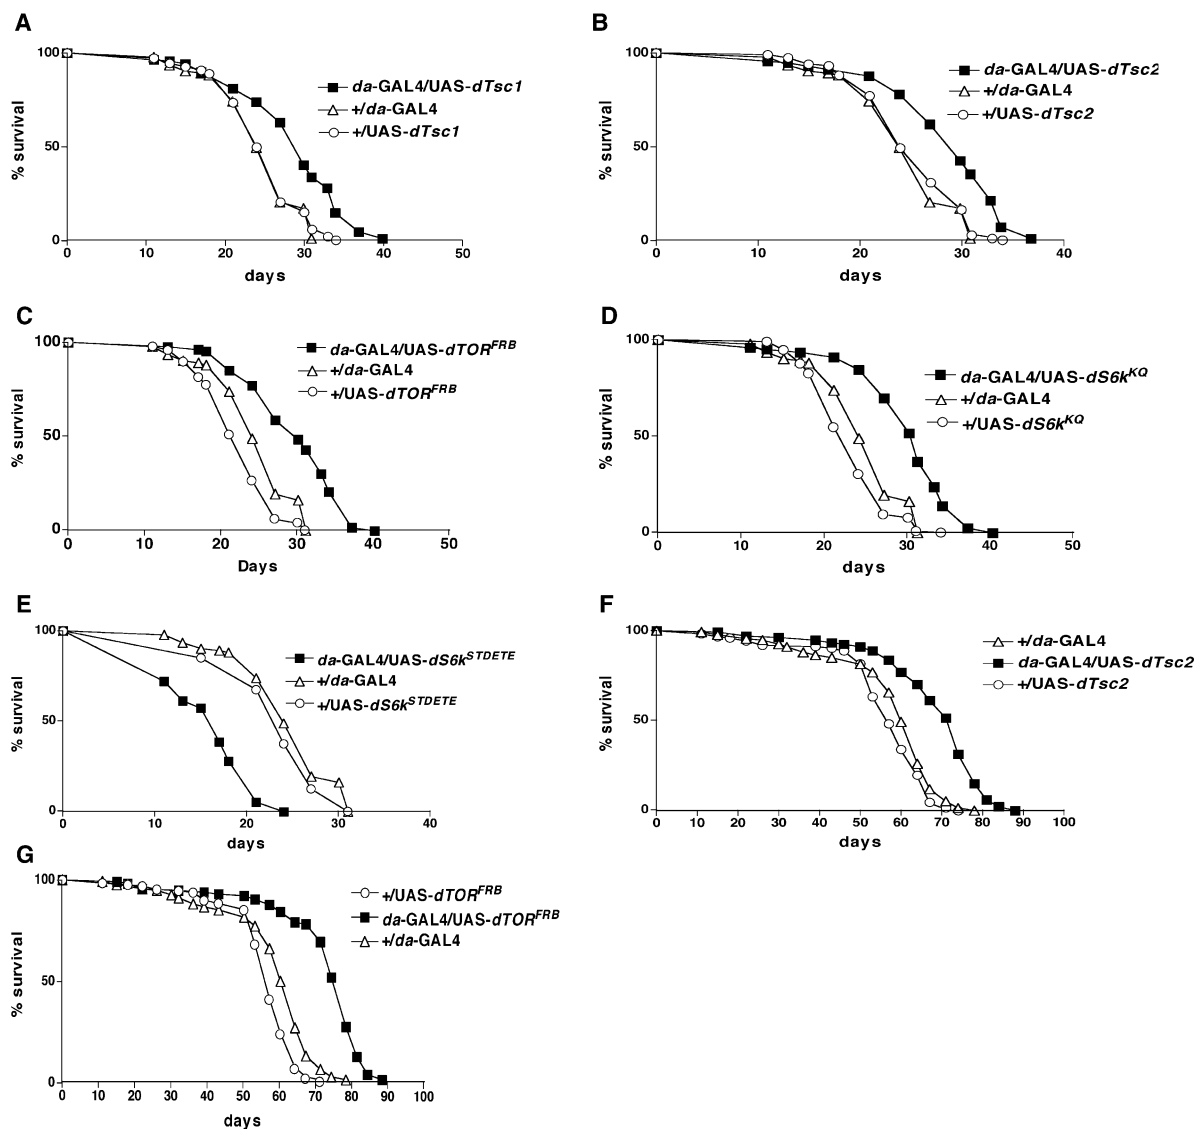 A
% survival
100
50
0
0 10 20 30 40 50
days
da-GAL4/UAS-dTsc1
+/da-GAL4
+/UAS-dTsc1
B
% survival
100
50
0
0 10 20 30 40
days
da-GAL4/UAS-dTsc2
+/da-GAL4
+/UAS-dTsc2
C
% survival
100
50
0
0 10 20 30 40 50
Days
da-GAL4/UAS-dTOR^FRB
+/da-GAL4
+/UAS-dTOR^FRB
D
% survival
100
50
0
0 10 20 30 40 50
days
da-GAL4/UAS-dS6k^KQ
+/da-GAL4
+/UAS-dS6k^KQ
E
% survival
100
50
0
0 10 20 30 40
days
da-GAL4/UAS-dS6k^STDETE
+/da-GAL4
+/UAS-dS6k^STDETE
F
% survival
100
50
0
0 10 20 30 40 50 60 70 80 90 100
days
+/da-GAL4
da-GAL4/UAS-dTsc2
+/UAS-dTsc2
G
% survival
100
50
0
0 10 20 30 40 50 60 70 80 90 100
days
+/UAS-dTOR^FRB
da-GAL4/UAS-dTOR^FRB
+/da-GAL4